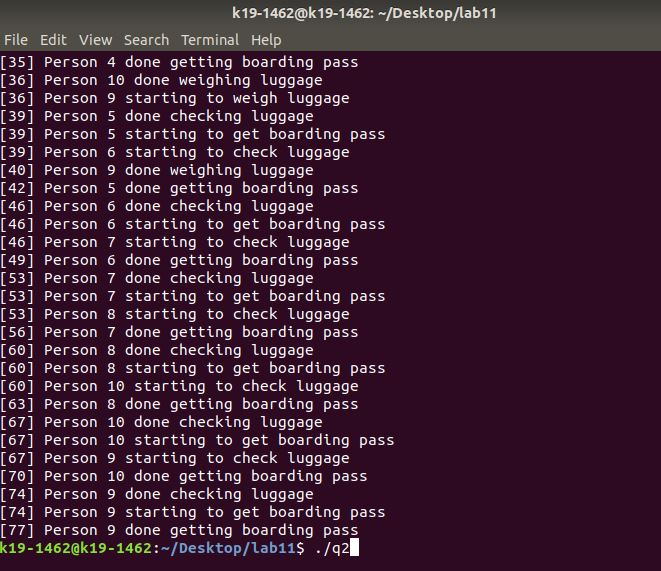 k19-1462@k19-1462: ~/Desktop/lab11
File Edit View Search Terminal Help
[35] Person 4 done getting boarding pass
[36] Person 10 done weighing luggage
[36] Person 9 starting to weigh luggage
[39] Person 5 done checking luggage
[39] Person 5 starting to get boarding pass
[39] Person 6 starting to check luggage
[40] Person 9 done weighing luggage
[42] Person 5 done getting boarding pass
[46] Person 6 done checking luggage
[46] Person 6 starting to get boarding pass
[46] Person 7 starting to check luggage
[49] Person 6 done getting boarding pass
[53] Person 7 done checking luggage
[53] Person 7 starting to get boarding pass
[53] Person 8 starting to check luggage
[56] Person 7 done getting boarding pass
[60] Person 8 done checking luggage
[60] Person 8 starting to get boarding pass
[60] Person 10 starting to check luggage
[63] Person 8 done getting boarding pass
[67] Person 10 done checking luggage
[67] Person 10 starting to get boarding pass
[67] Person 9 starting to check luggage
[70] Person 10 done getting boarding pass
[74] Person 9 done checking luggage
[74] Person 9 starting to get boarding pass
[77] Person 9 done getting boarding pass
k19-1462@k19-1462:~/Desktop/lab11$ ./q2